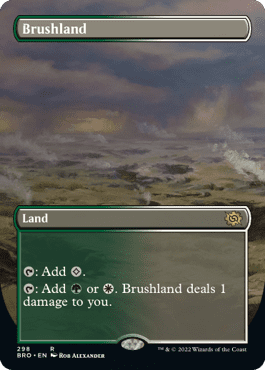 Brushland
Land
: Add .
: Add or . Brushland deals 1
damage to you.
298 R
BRO • EN Rob Alexander
™ & © 2022 Wizards of the Coast